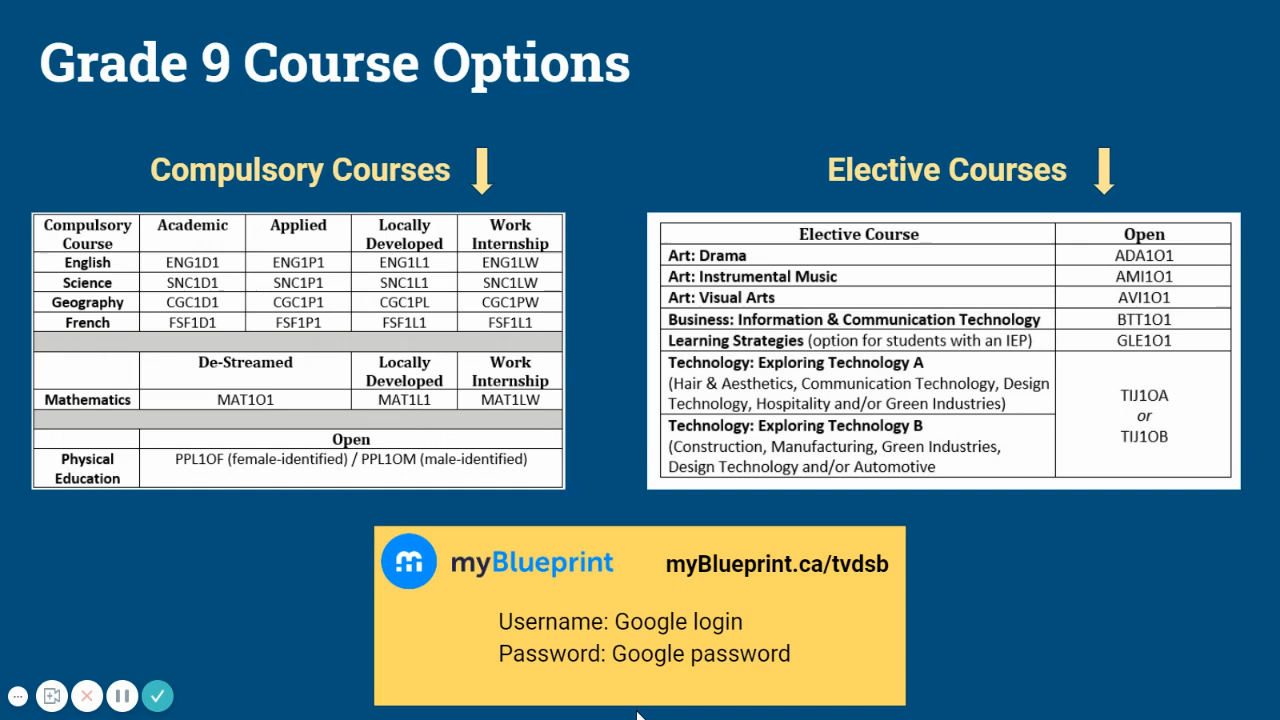 Grade 9 Course Options
Compulsory Courses
Compulsory Course Academic Applied Locally Developed Work Internship
English ENG1D1 ENG1P1 ENG1L1 ENG1LW
Science SNC1D1 SNC1P1 SNC1L1 SNC1LW
Geography CGC1D1 CGC1P1 CGC1PL CGC1PW
French FSF1D1 FSF1P1 FSF1L1 FSF1L1
De-Streamed Locally Developed Work Internship
Mathematics MAT1O1 MAT1L1 MAT1LW
Open
Physical Education PPL1OF (female-identified) / PPL1OM (male-identified)
Elective Courses
Elective Course Open
Art: Drama ADA1O1
Art: Instrumental Music AMI1O1
Art: Visual Arts AVI1O1
Business: Information & Communication Technology BTT1O1
Learning Strategies (option for students with an IEP) GLE1O1
Technology: Exploring Technology A
(Hair & Aesthetics, Communication Technology, Design
Technology, Hospitality and/or Green Industries)
Technology: Exploring Technology B
(Construction, Manufacturing, Green Industries,
Design Technology and/or Automotive
TIJ1OA
or
TIJ1OB
myBlueprint myBlueprint.ca/tvdsb
Username: Google login
Password: Google password